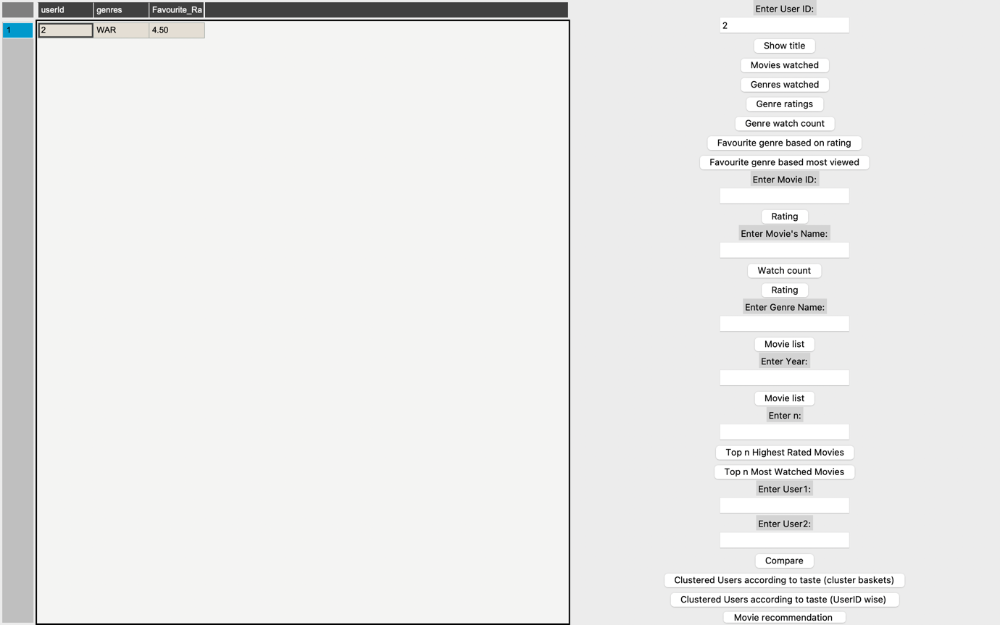 userId genres Favourite_Ra
1 2 WAR 4.50
Enter User ID:
2
Show title
Movies watched
Genres watched
Genre ratings
Genre watch count
Favourite genre based on rating
Favourite genre based most viewed
Enter Movie ID:
Rating
Enter Movie's Name:
Watch count
Rating
Enter Genre Name:
Movie list
Enter Year:
Movie list
Enter n:
Top n Highest Rated Movies
Top n Most Watched Movies
Enter User1:
Enter User2:
Compare
Clustered Users according to taste (cluster baskets)
Clustered Users according to taste (UserID wise)
Movie recommendation